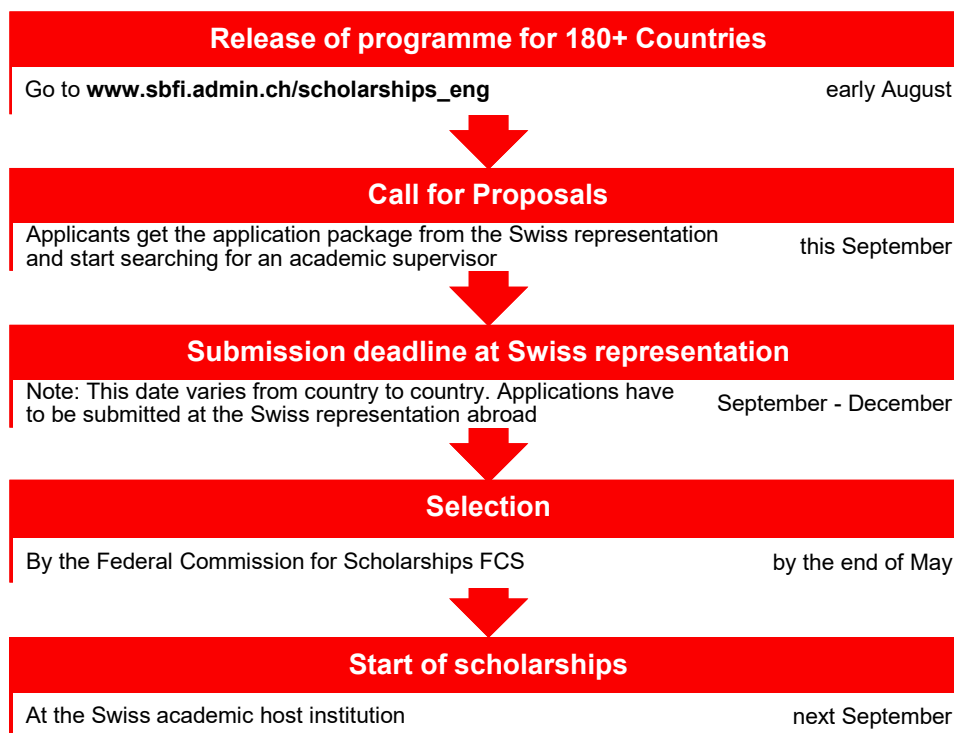 Release of programme for 180+ Countries
Go to www.sbfi.admin.ch/scholarships_eng early August
Call for Proposals
Applicants get the application package from the Swiss representation
and start searching for an academic supervisor
this September
Submission deadline at Swiss representation
Note: This date varies from country to country. Applications have
to be submitted at the Swiss representation abroad
September - December
Selection
By the Federal Commission for Scholarships FCS by the end of May
Start of scholarships
At the Swiss academic host institution next September